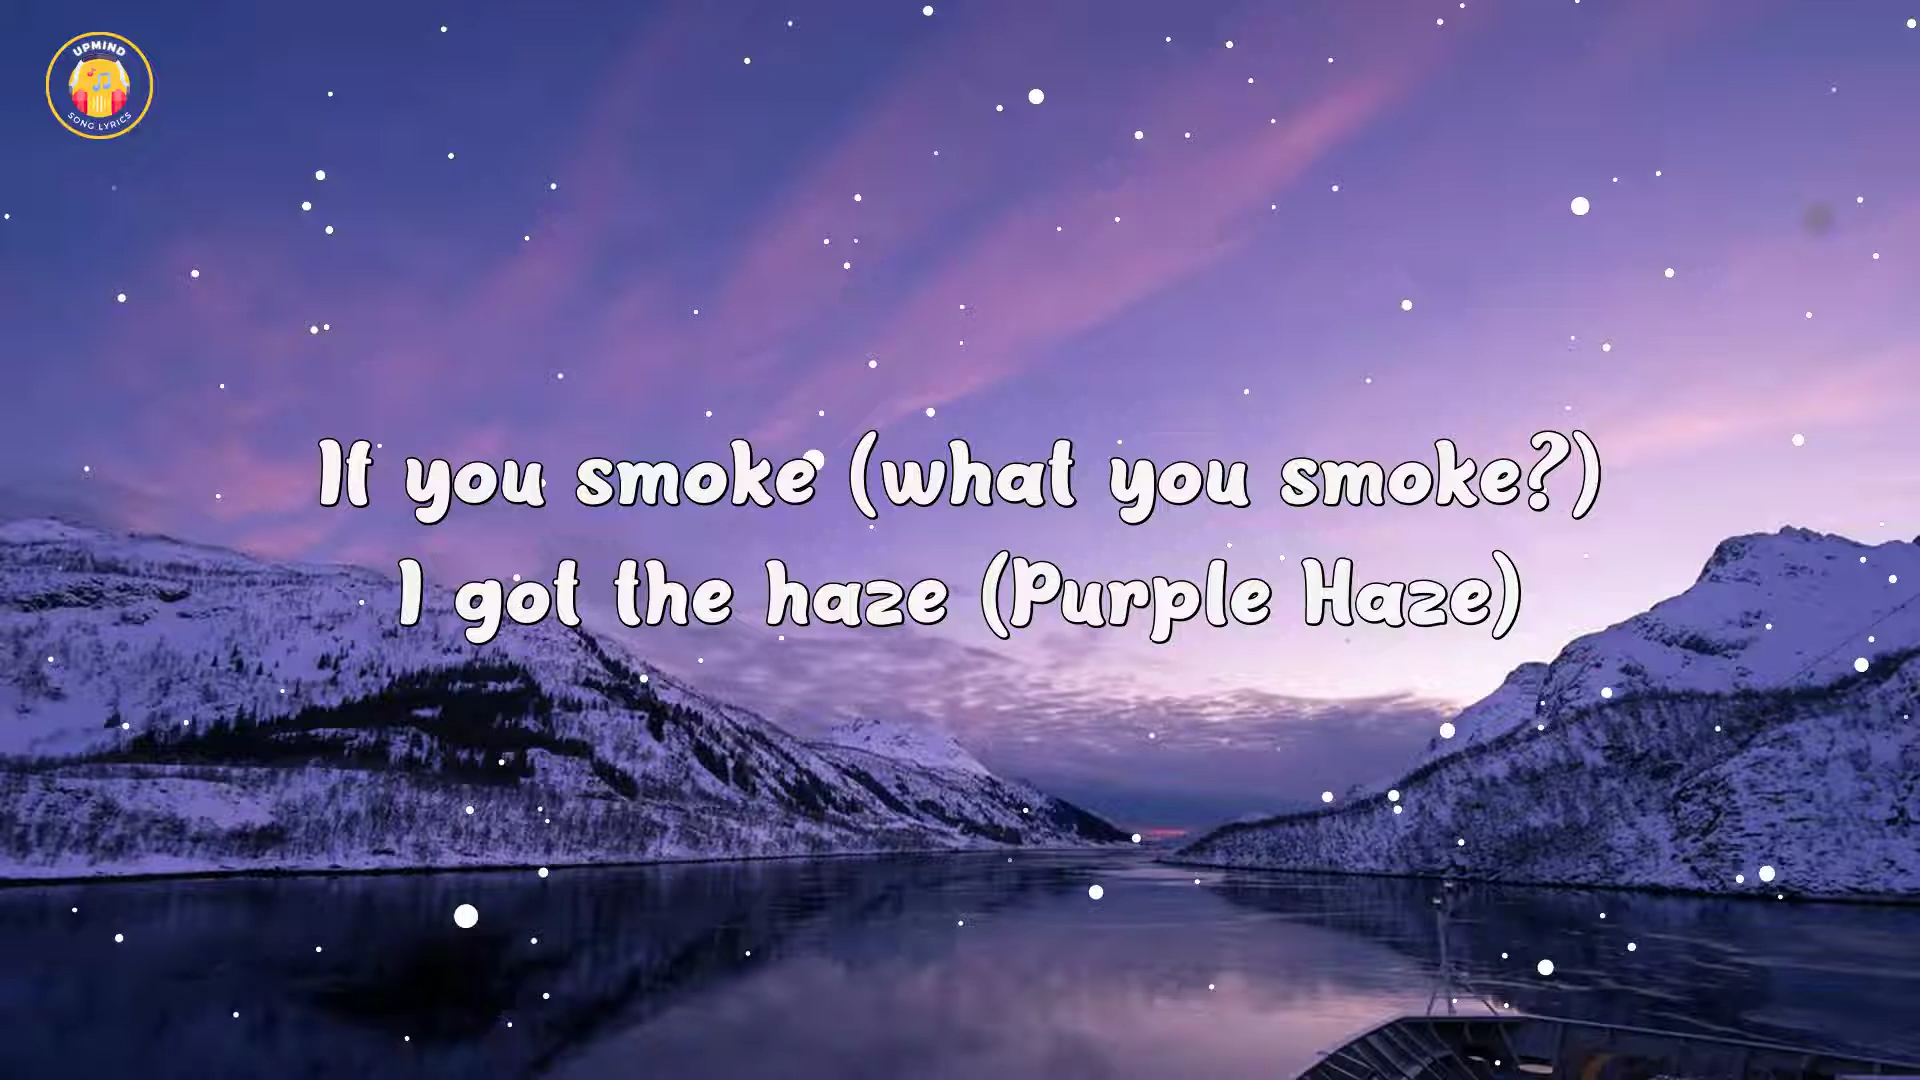 UPMIND
SONG LYRICS
If you smoke (what you smoke?)
I got the haze (Purple Haze)